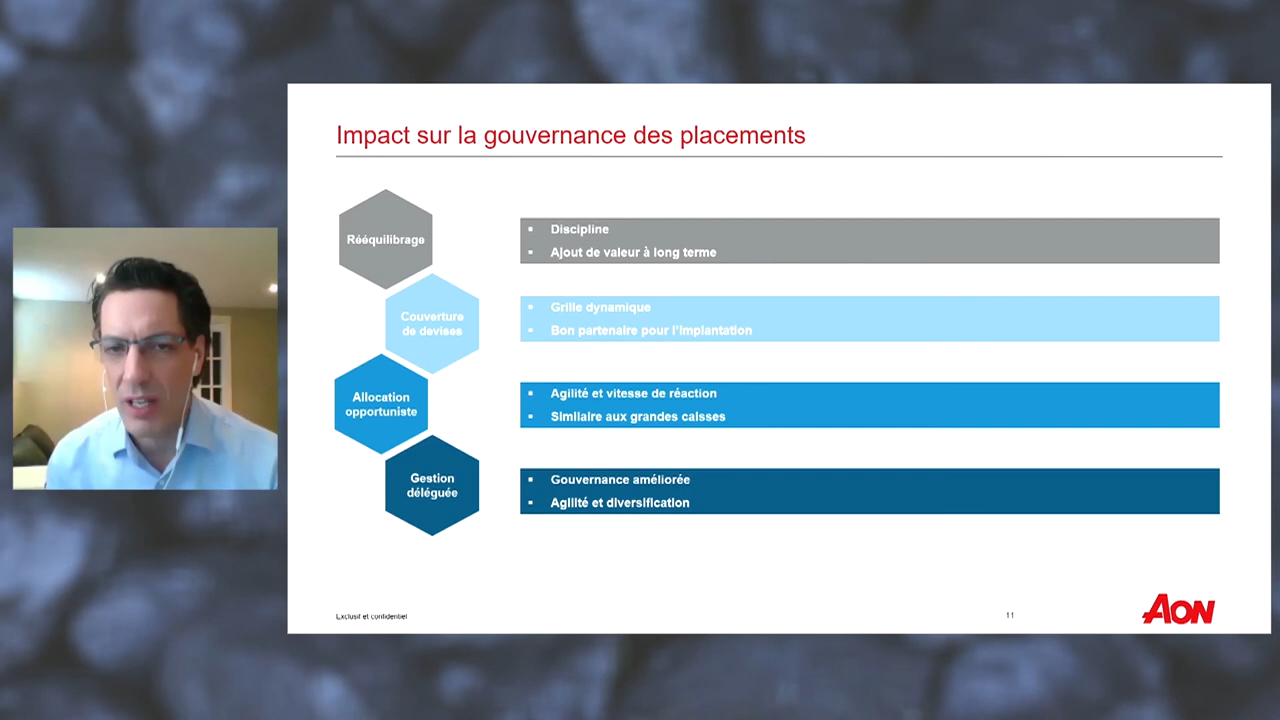 Impact sur la gouvernance des placements
Rééquilibrage
▪ Discipline
▪ Ajout de valeur à long terme
Couverture
de devises
▪ Grille dynamique
▪ Bon partenaire pour l'implantation
Allocation
opportuniste
▪ Agilité et vitesse de réaction
▪ Similaire aux grandes caisses
Gestion
déléguée
▪ Gouvernance améliorée
▪ Agilité et diversification
Exclusif et confidentiel
11
AON